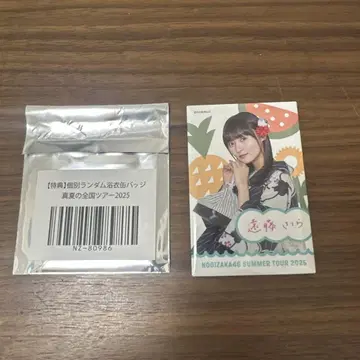 【特典】個別ランダム浴衣缶バッジ
真夏の全国ツアー2025
NZ-80986
遠藤 さくら
NOGIZAKA46 SUMMER TOUR 2025